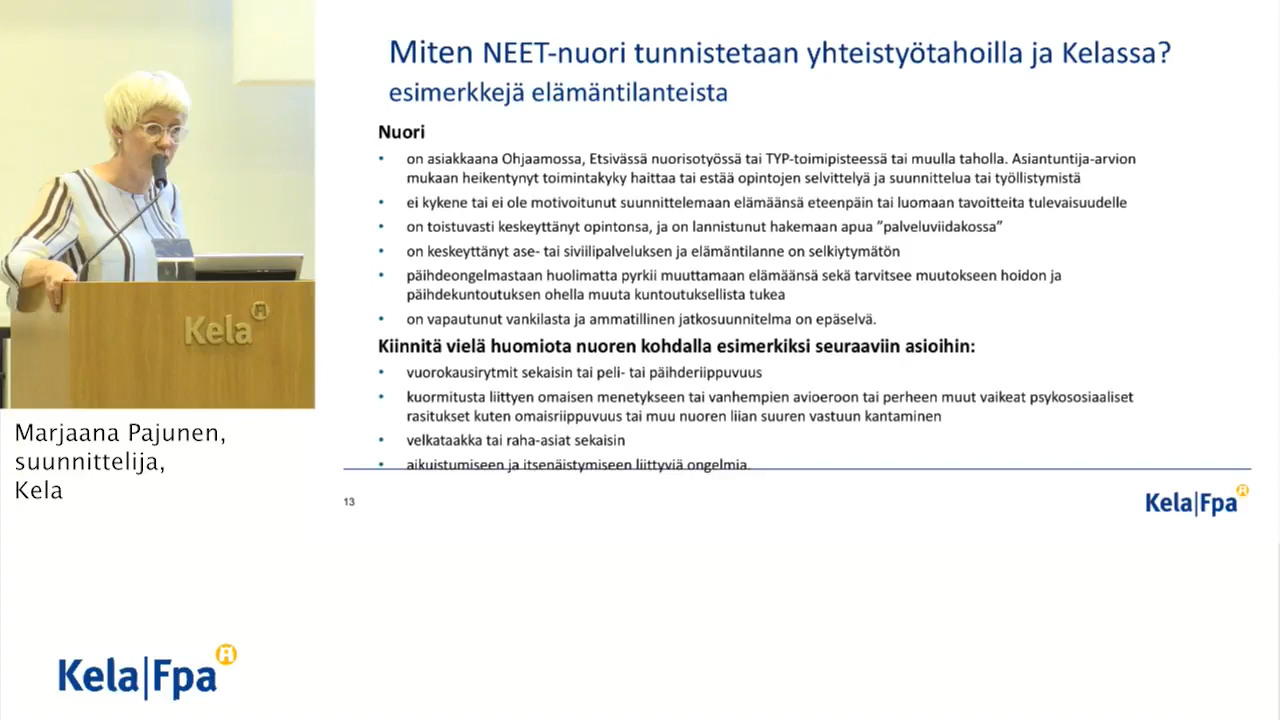 Miten NEET-nuori tunnistetaan yhteistyötahoilla ja Kelassa?
esimerkkejä elämäntilanteista
Nuori
• on asiakkaana Ohjaamossa, Etsivässä nuorisotyössä tai TYP-toimipisteessä tai muulla taholla. Asiantuntija-arvion
mukaan heikentynyt toimintakyky haittaa tai estää opintojen selvittelyä ja suunnittelua tai työllistymistä
• ei kykene tai ei ole motivoitunut suunnittelemaan elämäänsä eteenpäin tai luomaan tavoitteita tulevaisuudelle
• on toistuvasti keskeyttänyt opintonsa, ja on lannistunut hakemaan apua ”palveluviidakossa”
• on keskeyttänyt ase- tai siviilipalveluksen ja elämäntilanne on selkiytymätön
• päihdeongelmastaan huolimatta pyrkii muuttamaan elämäänsä sekä tarvitsee muutokseen hoidon ja
päihdekuntoutuksen ohella muuta kuntoutuksellista tukea
• on vapautunut vankilasta ja ammatillinen jatkosuunnitelma on epäselvä.
Kiinnitä vielä huomiota nuoren kohdalla esimerkiksi seuraaviin asioihin:
• vuorokausirytmit sekaisin tai peli- tai päihderiippuvuus
• kuormitusta liittyen omaisen menetykseen tai vanhempien avioeroon tai perheen muut vaikeat psykososiaaliset
rasitukset kuten omaisriippuvuus tai muu nuoren liian suuren vastuun kantaminen
• velkataakka tai raha-asiat sekaisin
• aikuistumiseen ja itsenäistymiseen liittyviä ongelmia.
13
Kela|Fpa
Kela
Marjaana Pajunen,
suunnittelija,
Kela
Kela|Fpa